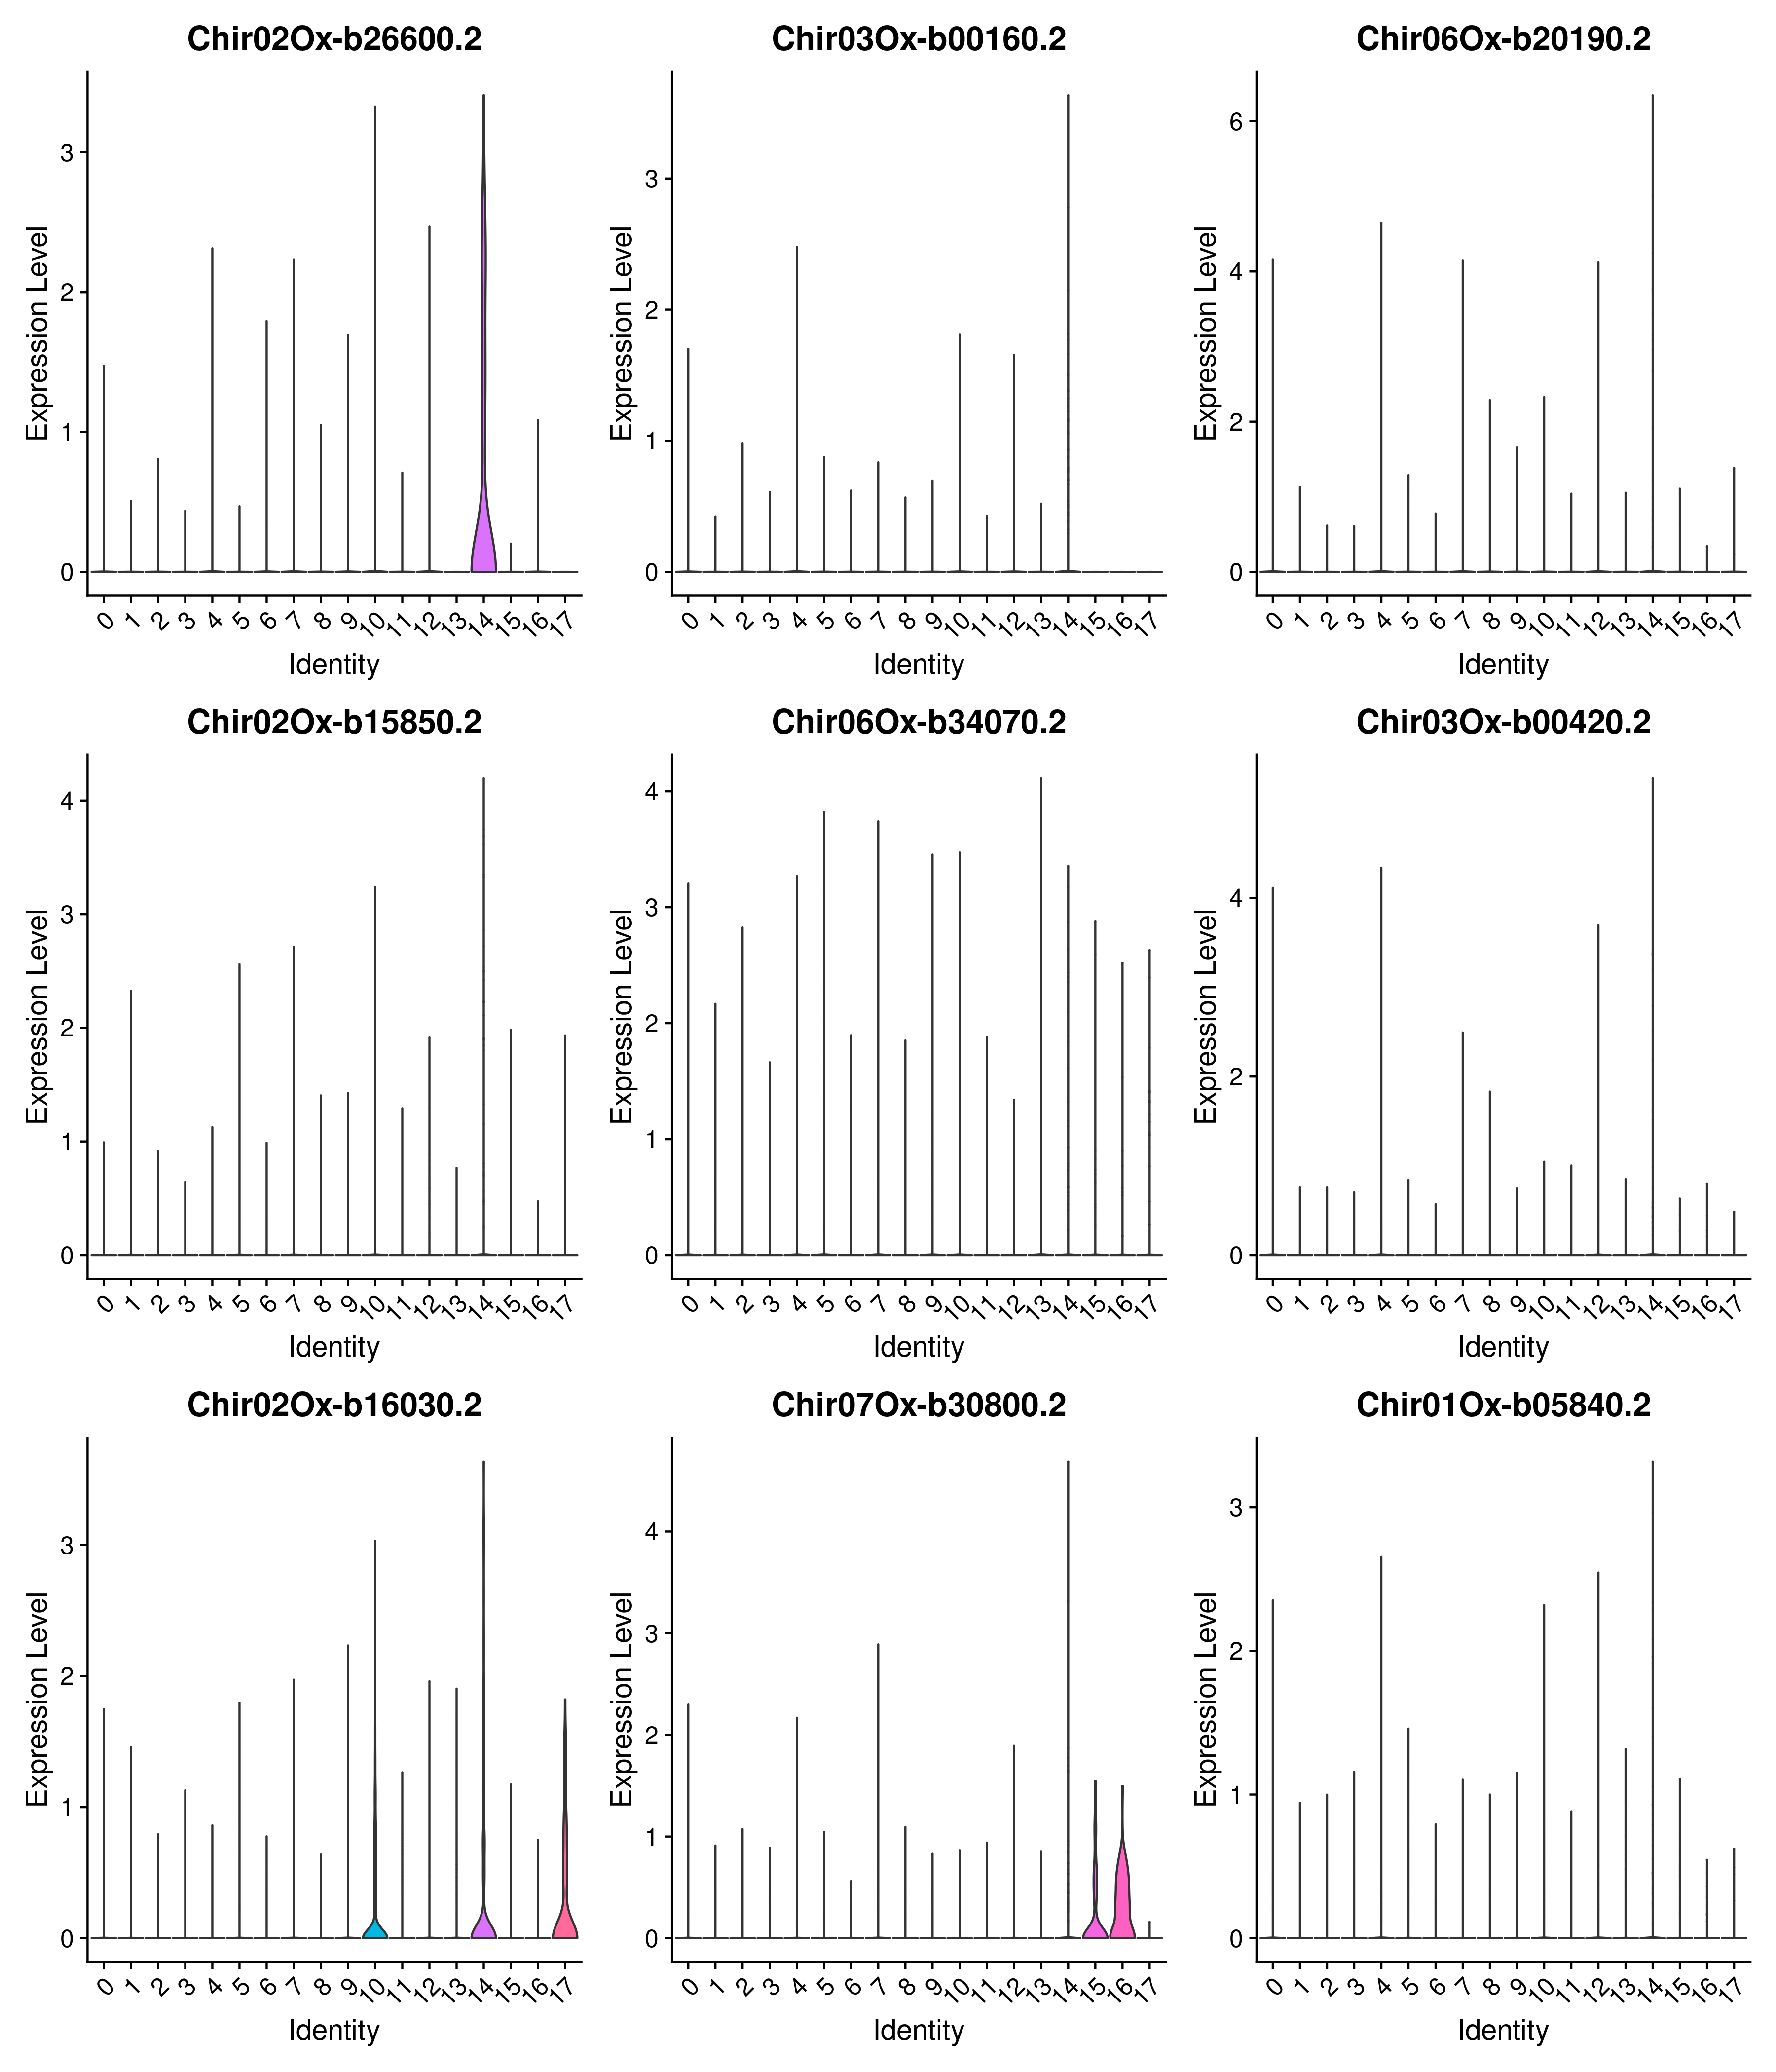 Chir02Ox-b26600.2
Chir03Ox-b00160.2
Chir06Ox-b20190.2
Expression Level
3
2
1
0
0 1 2 3 4 5 6 7 8 9 10 11 12 13 14 15 16 17
Identity
Expression Level
3
2
1
0
0 1 2 3 4 5 6 7 8 9 10 11 12 13 14 15 16 17
Identity
Expression Level
6
4
2
0
0 1 2 3 4 5 6 7 8 9 10 11 12 13 14 15 16 17
Identity
Chir02Ox-b15850.2
Chir06Ox-b34070.2
Chir03Ox-b00420.2
Expression Level
4
3
2
1
0
0 1 2 3 4 5 6 7 8 9 10 11 12 13 14 15 16 17
Identity
Expression Level
4
3
2
1
0
0 1 2 3 4 5 6 7 8 9 10 11 12 13 14 15 16 17
Identity
Expression Level
4
2
0
0 1 2 3 4 5 6 7 8 9 10 11 12 13 14 15 16 17
Identity
Chir02Ox-b16030.2
Chir07Ox-b30800.2
Chir01Ox-b05840.2
Expression Level
3
2
1
0
0 1 2 3 4 5 6 7 8 9 10 11 12 13 14 15 16 17
Identity
Expression Level
4
3
2
1
0
0 1 2 3 4 5 6 7 8 9 10 11 12 13 14 15 16 17
Identity
Expression Level
3
2
1
0
0 1 2 3 4 5 6 7 8 9 10 11 12 13 14 15 16 17
Identity